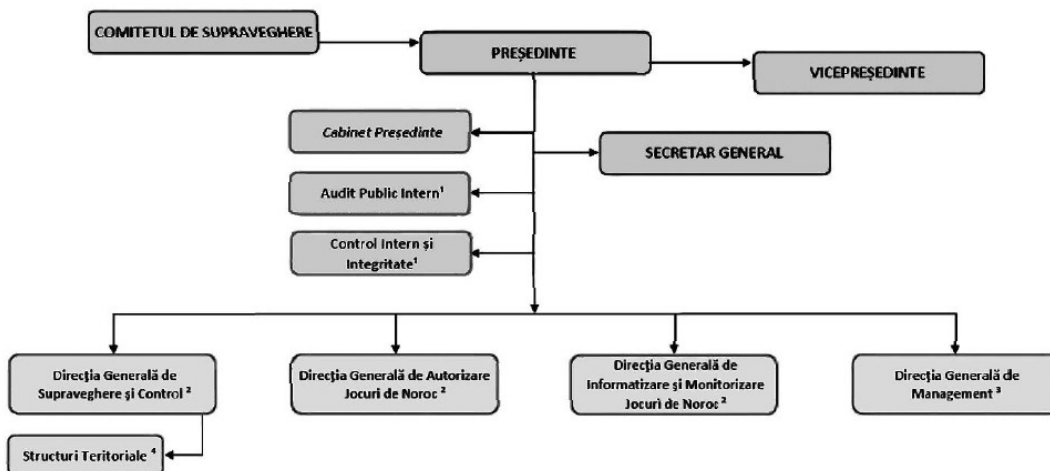 COMITETUL DE SUPRAVEGHERE
PREȘEDINTE
VICEPREȘEDINTE
Cabinet Președinte
SECRETAR GENERAL
Audit Public Intern¹
Control Intern și
Integritate¹
Direcția Generală de
Supraveghere și Control ²
Direcția Generală de Autorizare
Jocuri de Noroc ²
Direcția Generală de
Informatizare și Monitorizare
Jocuri de Noroc ²
Direcția Generală de
Management ³
Structuri Teritoriale ⁴